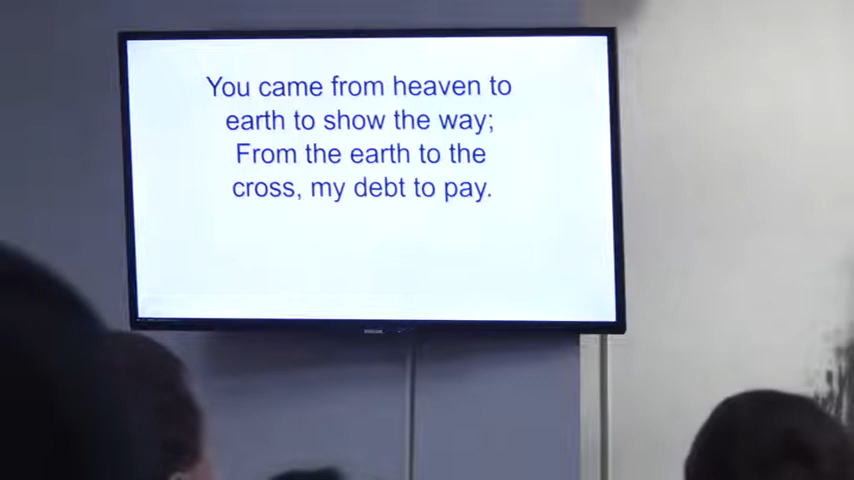 You came from heaven to
earth to show the way;
From the earth to the
cross, my debt to pay.